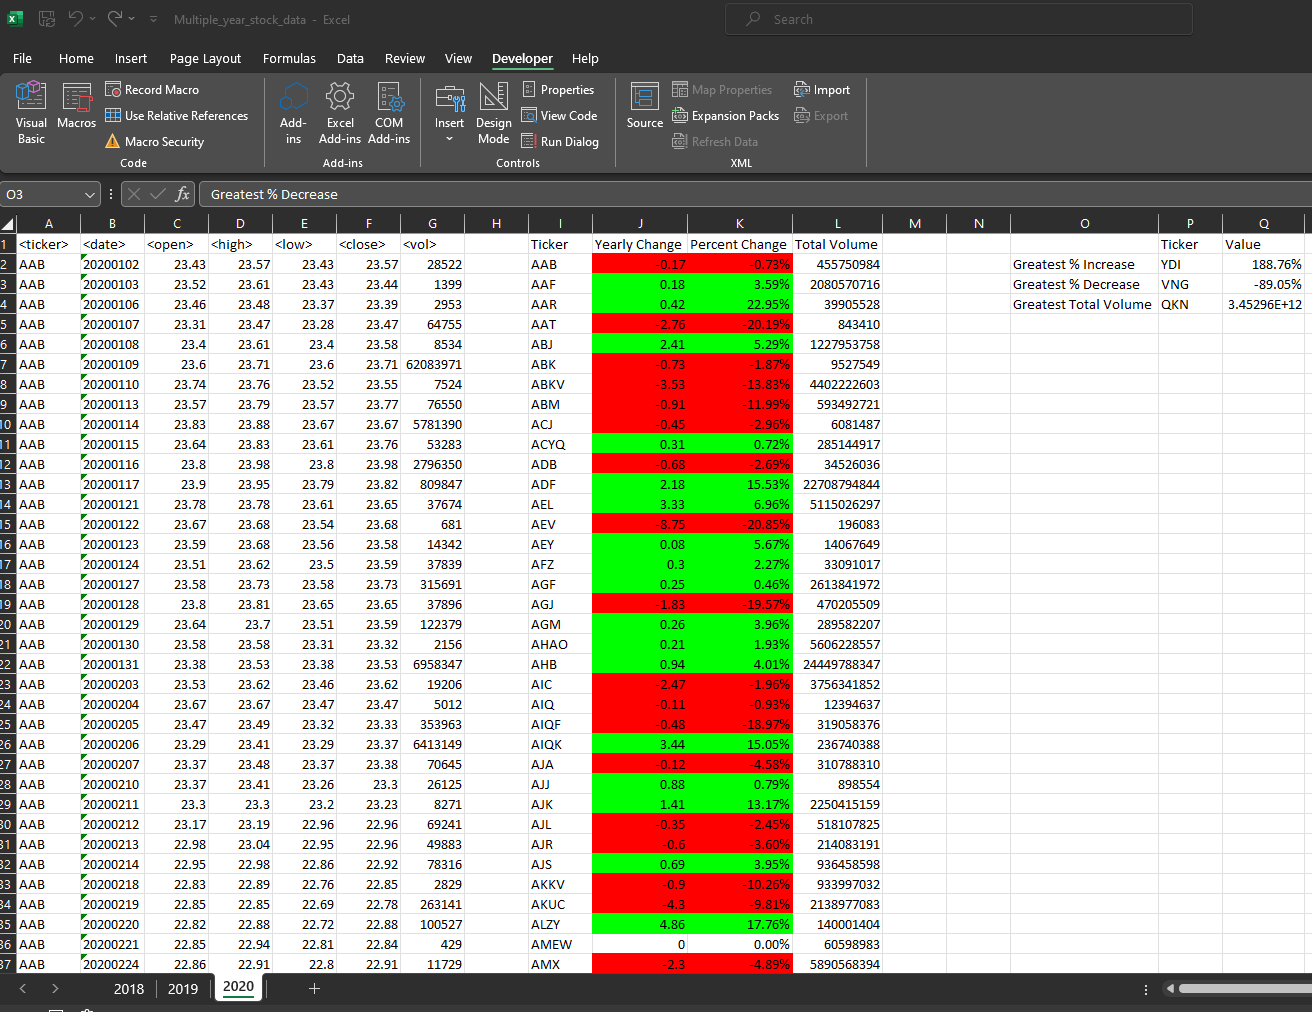 Multiple_year_stock_data - Excel
Search
File Home Insert Page Layout Formulas Data Review View Developer Help
Visual Basic
Macros
Record Macro
Use Relative References
Macro Security
Code
Add-ins
Excel Add-ins
COM Add-ins
Add-ins
Insert
Design Mode
Properties
View Code
Run Dialog
Controls
Source
Map Properties
Expansion Packs
Refresh Data
Import
Export
XML
O3 fx Greatest % Decrease
A B C D E F G H I J K L M N O P Q
1 <ticker> <date> <open> <high> <low> <close> <vol> Ticker Yearly Change Percent Change Total Volume Ticker Value
2 AAB 20200102 23.43 23.57 23.43 23.57 28522 AAB -0.17 -0.73% 455750984 Greatest % Increase YDI 188.76%
3 AAB 20200103 23.52 23.61 23.43 23.44 1399 AAF 0.18 3.59% 2080570716 Greatest % Decrease VNG -89.05%
4 AAB 20200106 23.46 23.48 23.37 23.39 2953 AAR 0.42 22.95% 39905528 Greatest Total Volume QKN 3.45296E+12
5 AAB 20200107 23.31 23.47 23.28 23.47 64755 AAT -2.76 -20.19% 843410
6 AAB 20200108 23.4 23.61 23.4 23.58 8534 ABJ 2.41 5.29% 1227953758
7 AAB 20200109 23.6 23.71 23.6 23.71 62083971 ABK -0.73 -1.87% 9527549
8 AAB 20200110 23.74 23.76 23.52 23.55 7524 ABKV -3.53 -13.83% 4402222603
9 AAB 20200113 23.57 23.79 23.57 23.77 76550 ABM -0.91 -11.99% 593492721
10 AAB 20200114 23.83 23.88 23.67 23.67 5781390 ACJ -0.45 -2.96% 6081487
11 AAB 20200115 23.64 23.83 23.61 23.76 53283 ACYQ 0.31 0.72% 285144917
12 AAB 20200116 23.8 23.98 23.8 23.98 2796350 ADB -0.68 -2.69% 34526036
13 AAB 20200117 23.9 23.95 23.79 23.82 809847 ADF 2.18 15.53% 22708794844
14 AAB 20200121 23.78 23.78 23.61 23.65 37674 AEL 3.33 6.96% 5115026297
15 AAB 20200122 23.67 23.68 23.54 23.68 681 AEV -8.75 -20.85% 196083
16 AAB 20200123 23.59 23.68 23.56 23.58 14342 AEY 0.08 5.67% 14067649
17 AAB 20200124 23.51 23.62 23.5 23.59 37839 AFZ 0.3 2.27% 33091017
18 AAB 20200127 23.58 23.73 23.58 23.73 315691 AGF 0.25 0.46% 2613841972
19 AAB 20200128 23.8 23.81 23.65 23.65 37896 AGJ -1.83 -19.57% 470205509
20 AAB 20200129 23.64 23.7 23.51 23.59 122379 AGM 0.26 3.96% 289582207
21 AAB 20200130 23.58 23.58 23.31 23.32 2156 AHAO 0.21 1.93% 5606228557
22 AAB 20200131 23.38 23.53 23.38 23.53 6958347 AHB 0.94 4.01% 24449788347
23 AAB 20200203 23.53 23.62 23.46 23.62 19206 AIC -2.47 -1.96% 3756341852
24 AAB 20200204 23.67 23.67 23.47 23.47 5012 AIQ -0.11 -0.93% 12394637
25 AAB 20200205 23.47 23.49 23.32 23.33 353963 AIQF -0.48 -18.97% 319058376
26 AAB 20200206 23.29 23.41 23.29 23.37 6413149 AIQK 3.44 15.05% 236740388
27 AAB 20200207 23.37 23.48 23.37 23.38 70645 AJA -0.12 -4.58% 310788310
28 AAB 20200210 23.37 23.41 23.26 23.3 26125 AJJ 0.88 0.79% 898554
29 AAB 20200211 23.3 23.3 23.2 23.23 8271 AJK 1.41 13.17% 2250415159
30 AAB 20200212 23.17 23.19 22.96 22.96 69241 AJL -0.35 -2.45% 518107825
31 AAB 20200213 22.98 23.04 22.95 22.96 49883 AJR -0.6 -3.60% 214083191
32 AAB 20200214 22.95 22.98 22.86 22.92 78316 AJS 0.69 3.95% 936458598
33 AAB 20200218 22.83 22.89 22.76 22.85 2829 AKKV -0.9 -10.26% 933997032
34 AAB 20200219 22.85 22.85 22.69 22.78 263141 AKUC -4.3 -9.81% 2138977083
35 AAB 20200220 22.82 22.88 22.72 22.88 100527 ALZY 4.86 17.76% 140001404
36 AAB 20200221 22.85 22.94 22.81 22.84 429 AMEW 0 0.00% 60598983
37 AAB 20200224 22.86 22.91 22.8 22.91 11729 AMX -2.3 -4.89% 5890568394
2018 2019 2020